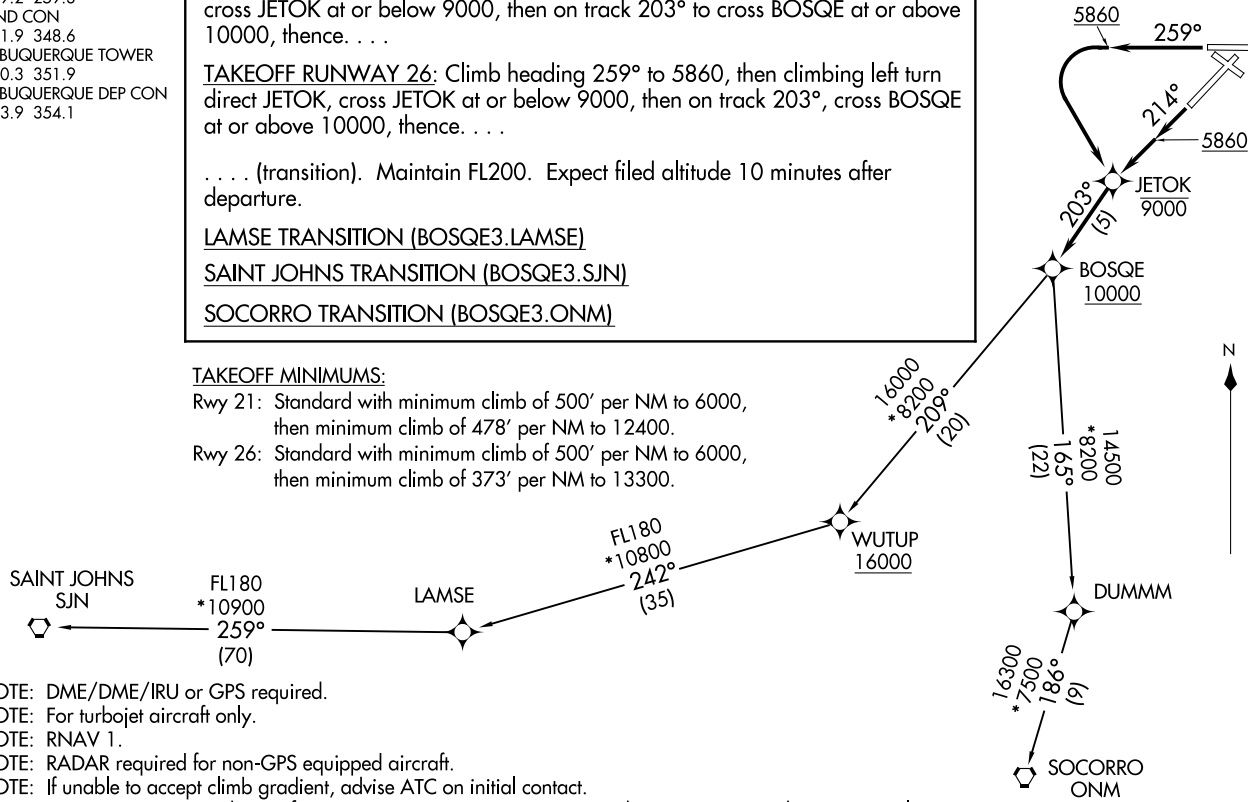 ND CON
1.9 348.6
BUQUERQUE TOWER
0.3 351.9
BUQUERQUE DEP CON
3.9 354.1
cross JETOK at or below 9000, then on track 203° to cross BOSQE at or above
10000, thence. . . .
TAKEOFF RUNWAY 26: Climb heading 259° to 5860, then climbing left turn
direct JETOK, cross JETOK at or below 9000, then on track 203°, cross BOSQE
at or above 10000, thence. . . .
. . . . (transition). Maintain FL200. Expect filed altitude 10 minutes after
departure.
LAMSE TRANSITION (BOSQE3.LAMSE)
SAINT JOHNS TRANSITION (BOSQE3.SJN)
SOCORRO TRANSITION (BOSQE3.ONM)
5860
259°
214°
5860
JETOK
9000
203°
(5)
BOSQE
10000
N
TAKEOFF MINIMUMS:
Rwy 21: Standard with minimum climb of 500' per NM to 6000,
then minimum climb of 478' per NM to 12400.
Rwy 26: Standard with minimum climb of 500' per NM to 6000,
then minimum climb of 373' per NM to 13300.
16000
*8200
209°
(20)
14500
*8200
165°
(22)
WUTUP
16000
FL180
*10800
242°
(35)
LAMSE
SAINT JOHNS
SJN
FL180
*10900
259°
(70)
DUMMM
16300
*7500
186°
(6)
SOCORRO
ONM
OTE: DME/DME/IRU or GPS required.
OTE: For turbojet aircraft only.
OTE: RNAV 1.
OTE: RADAR required for non-GPS equipped aircraft.
OTE: If unable to accept climb gradient, advise ATC on initial contact.